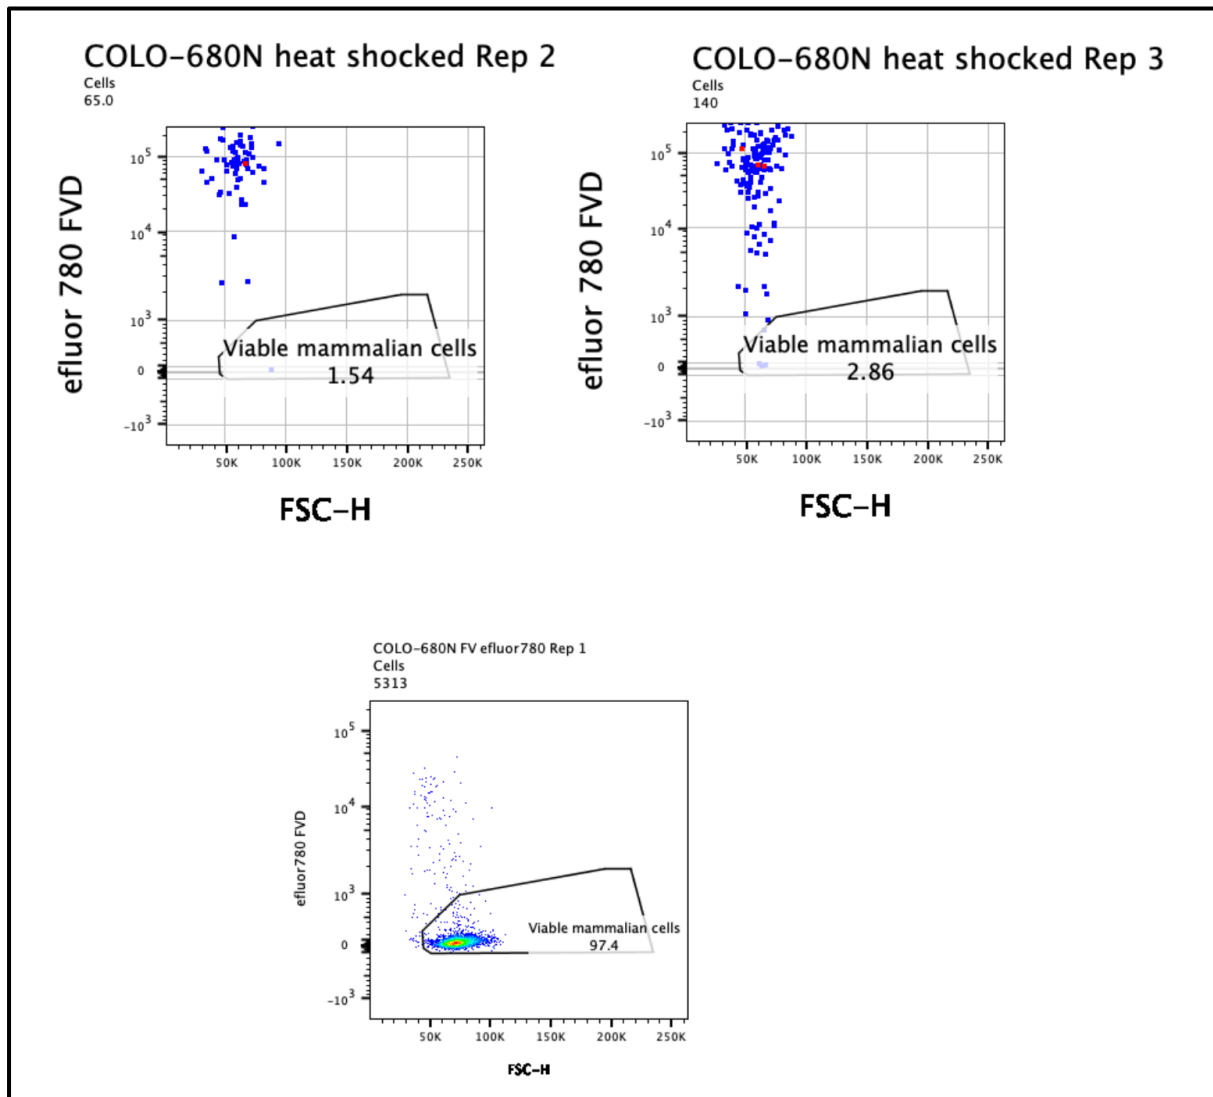 COLO-680N heat shocked Rep 2
Cells
65.0
efluor 780 FVD
10^5
10^4
10^3
0
-10^3
Viable mammalian cells
1.54
50K 100K 150K 200K 250K
FSC-H
COLO-680N heat shocked Rep 3
Cells
140
efluor 780 FVD
10^5
10^4
10^3
0
-10^3
Viable mammalian cells
2.86
50K 100K 150K 200K 250K
FSC-H
COLO-680N FV efluor780 Rep 1
Cells
5313
efluor780 FVD
10^5
10^4
10^3
0
-10^3
Viable mammalian cells
97.4
50K 100K 150K 200K 250K
FSC-H